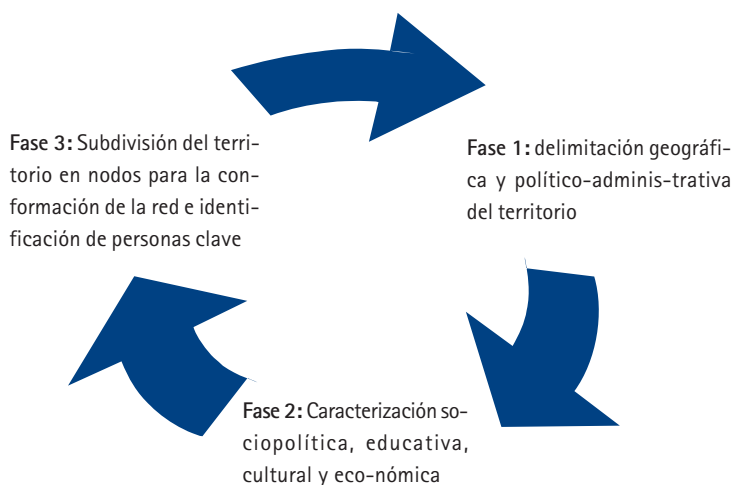 Fase 3: Subdivisión del terri-
torio en nodos para la con-
formación de la red e identi-
ficación de personas clave
Fase 1: delimitación geográfi-
ca y político-adminis-trativa
del territorio
Fase 2: Caracterización so-
ciopolítica, educativa,
cultural y eco-nómica